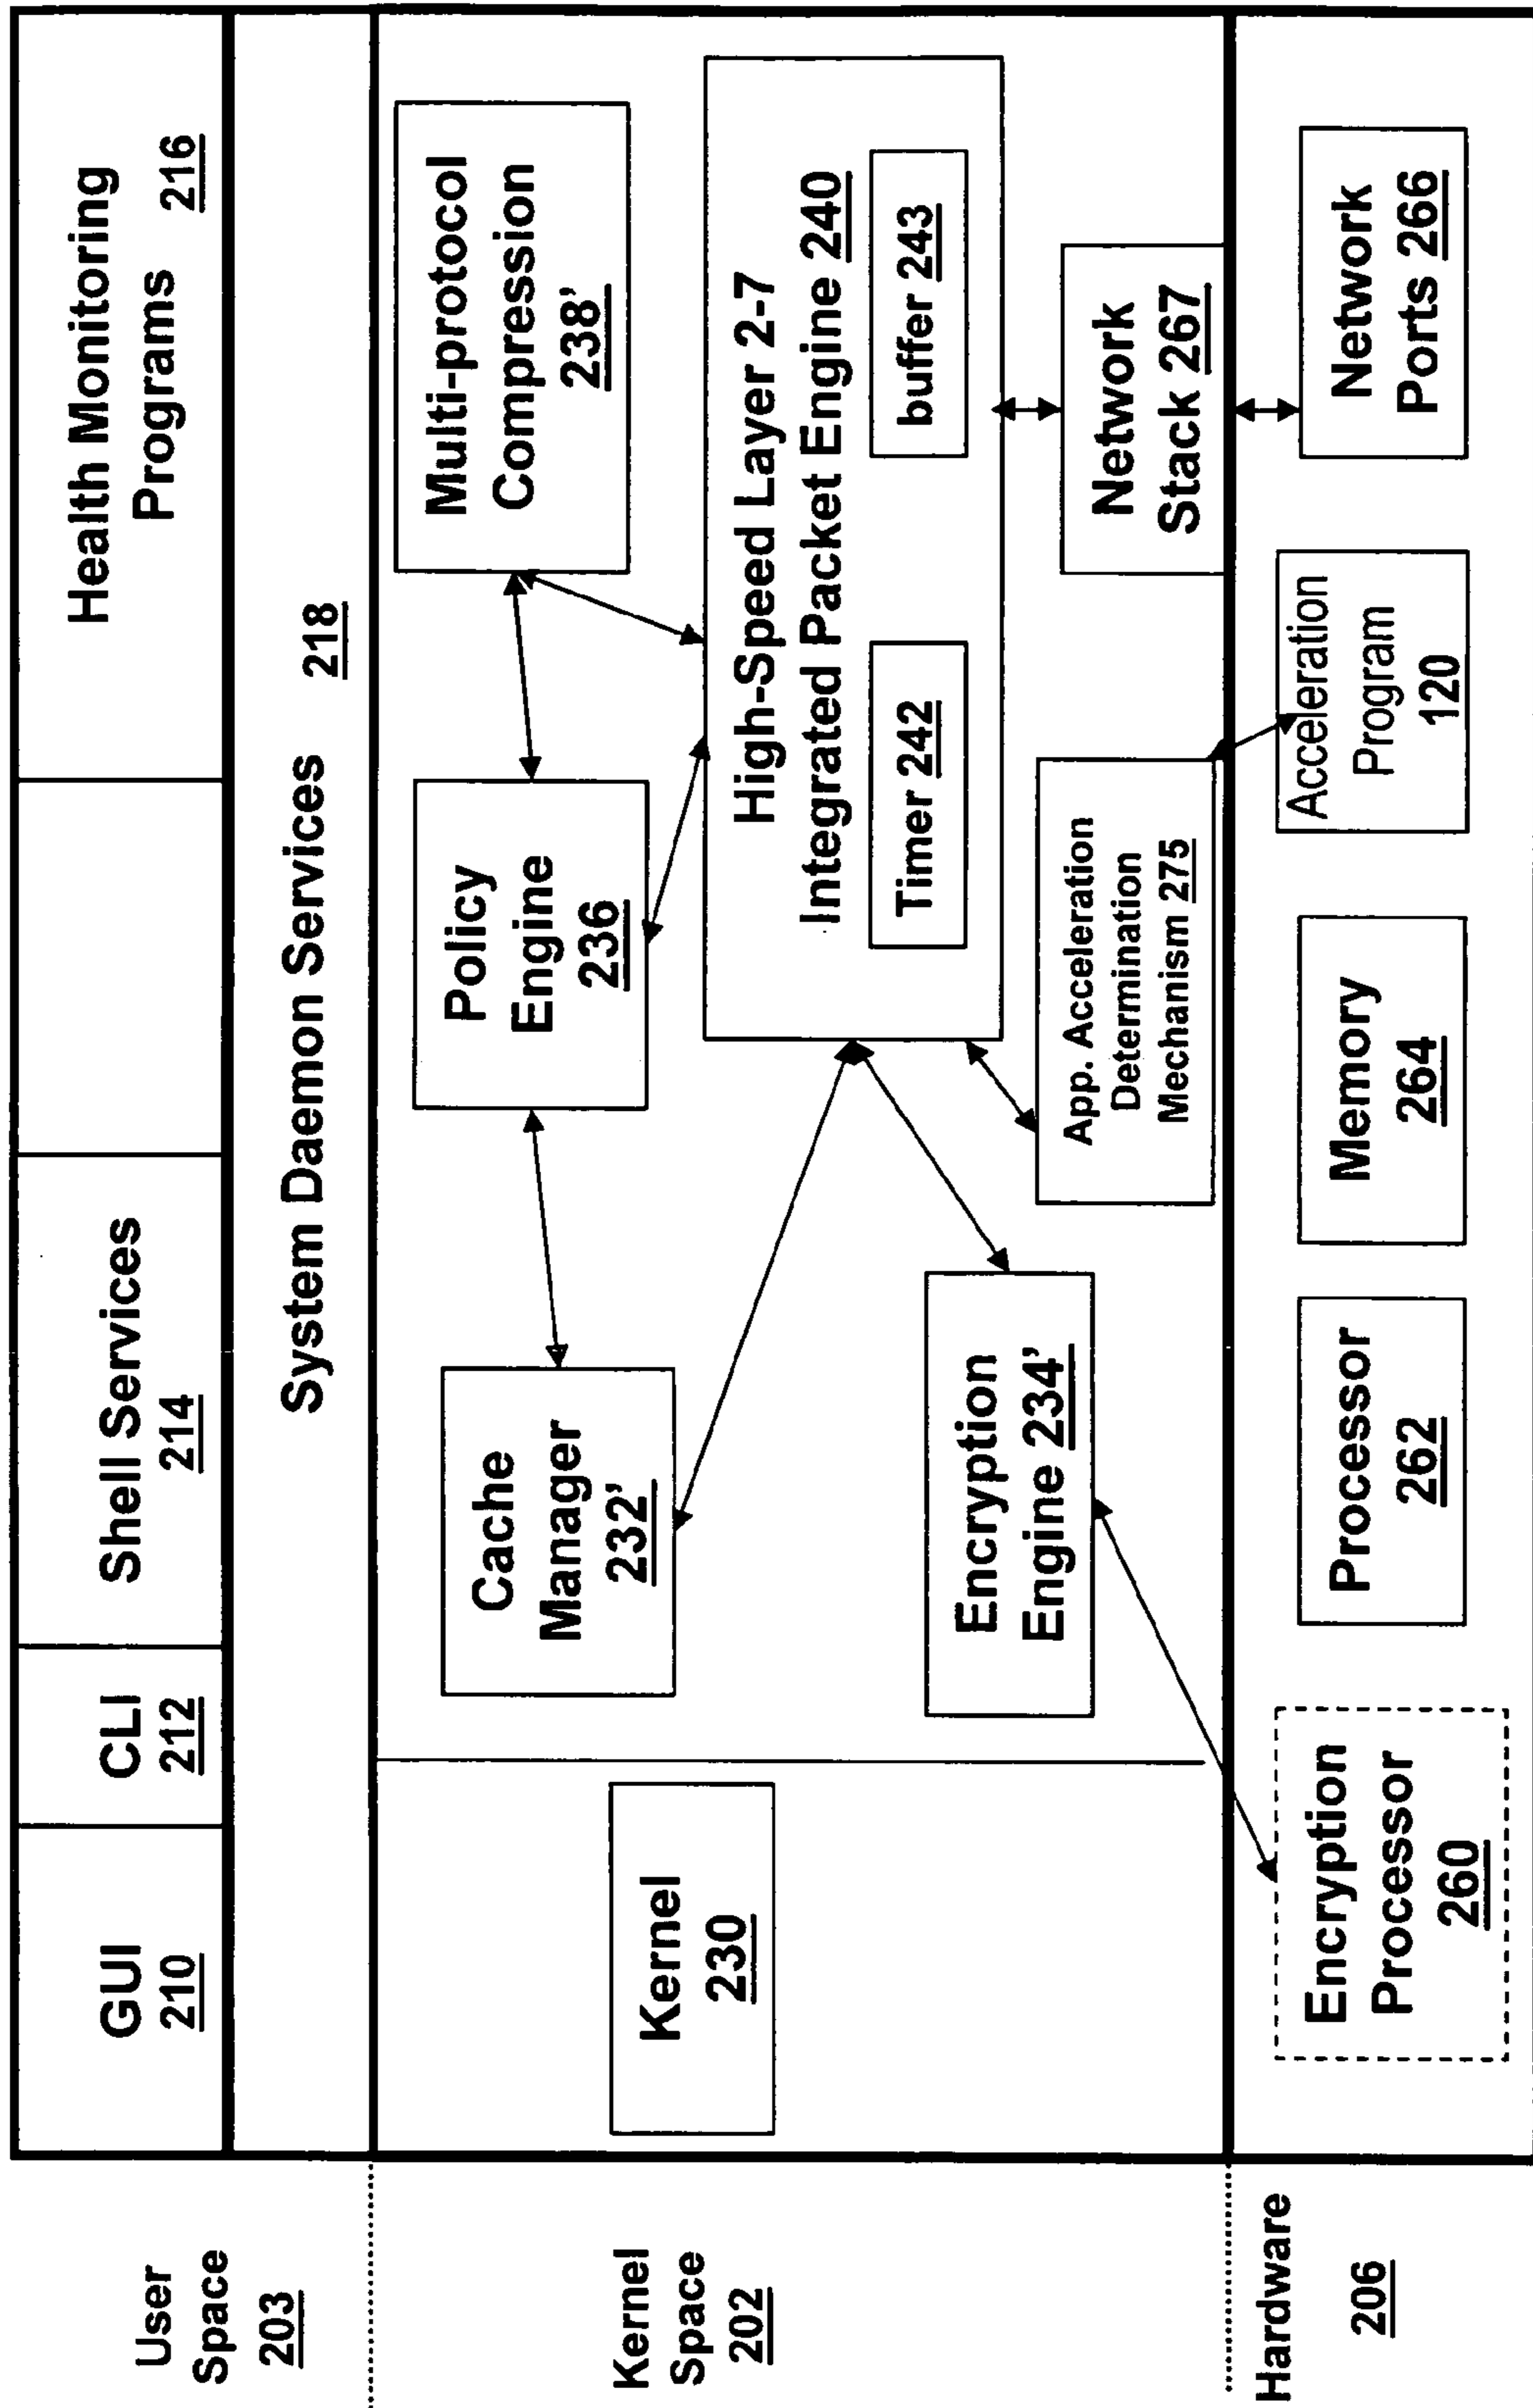 User
Space
203
GUI
210
CLI
212
Shell Services
214
Health Monitoring
Programs 216
System Daemon Services 218
Kernel
Space
202
Kernel
230
Cache
Manager
232'
Policy
Engine
236
Multi-protocol
Compression
238'
High-Speed Layer 2-7
Integrated Packet Engine 240
Timer 242
buffer 243
Encryption
Engine 234'
App. Acceleration
Determination
Mechanism 275
Network
Stack 267
Hardware
206
Encryption
Processor
260
Processor
262
Memory
264
Acceleration
Program
120
Network
Ports 266